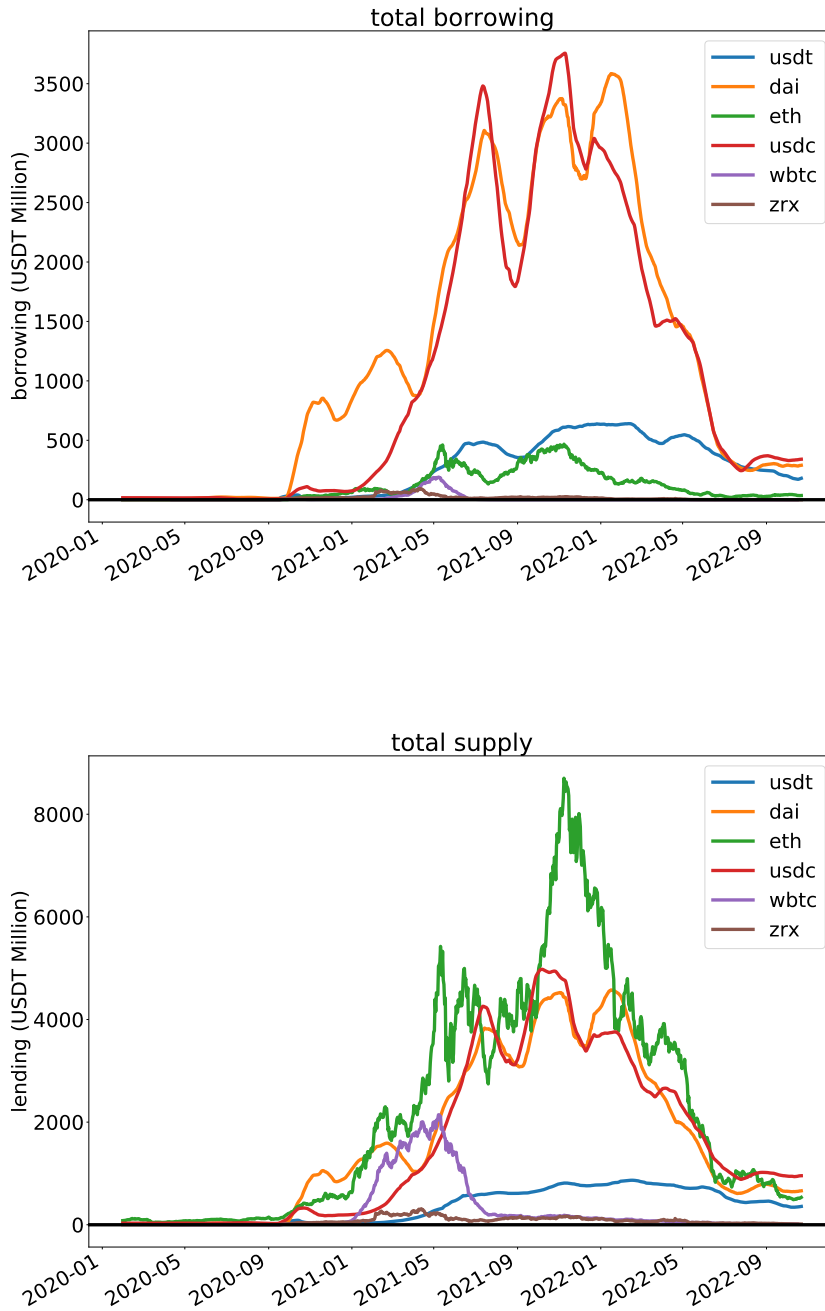 total borrowing
usdt
dai
eth
usdc
wbtc
zrx
borrowing (USDT Million)
3500
3000
2500
2000
1500
1000
500
0
2020-01
2020-05
2020-09
2021-01
2021-05
2021-09
2022-01
2022-05
2022-09
total supply
usdt
dai
eth
usdc
wbtc
zrx
lending (USDT Million)
8000
6000
4000
2000
0
2020-01
2020-05
2020-09
2021-01
2021-05
2021-09
2022-01
2022-05
2022-09